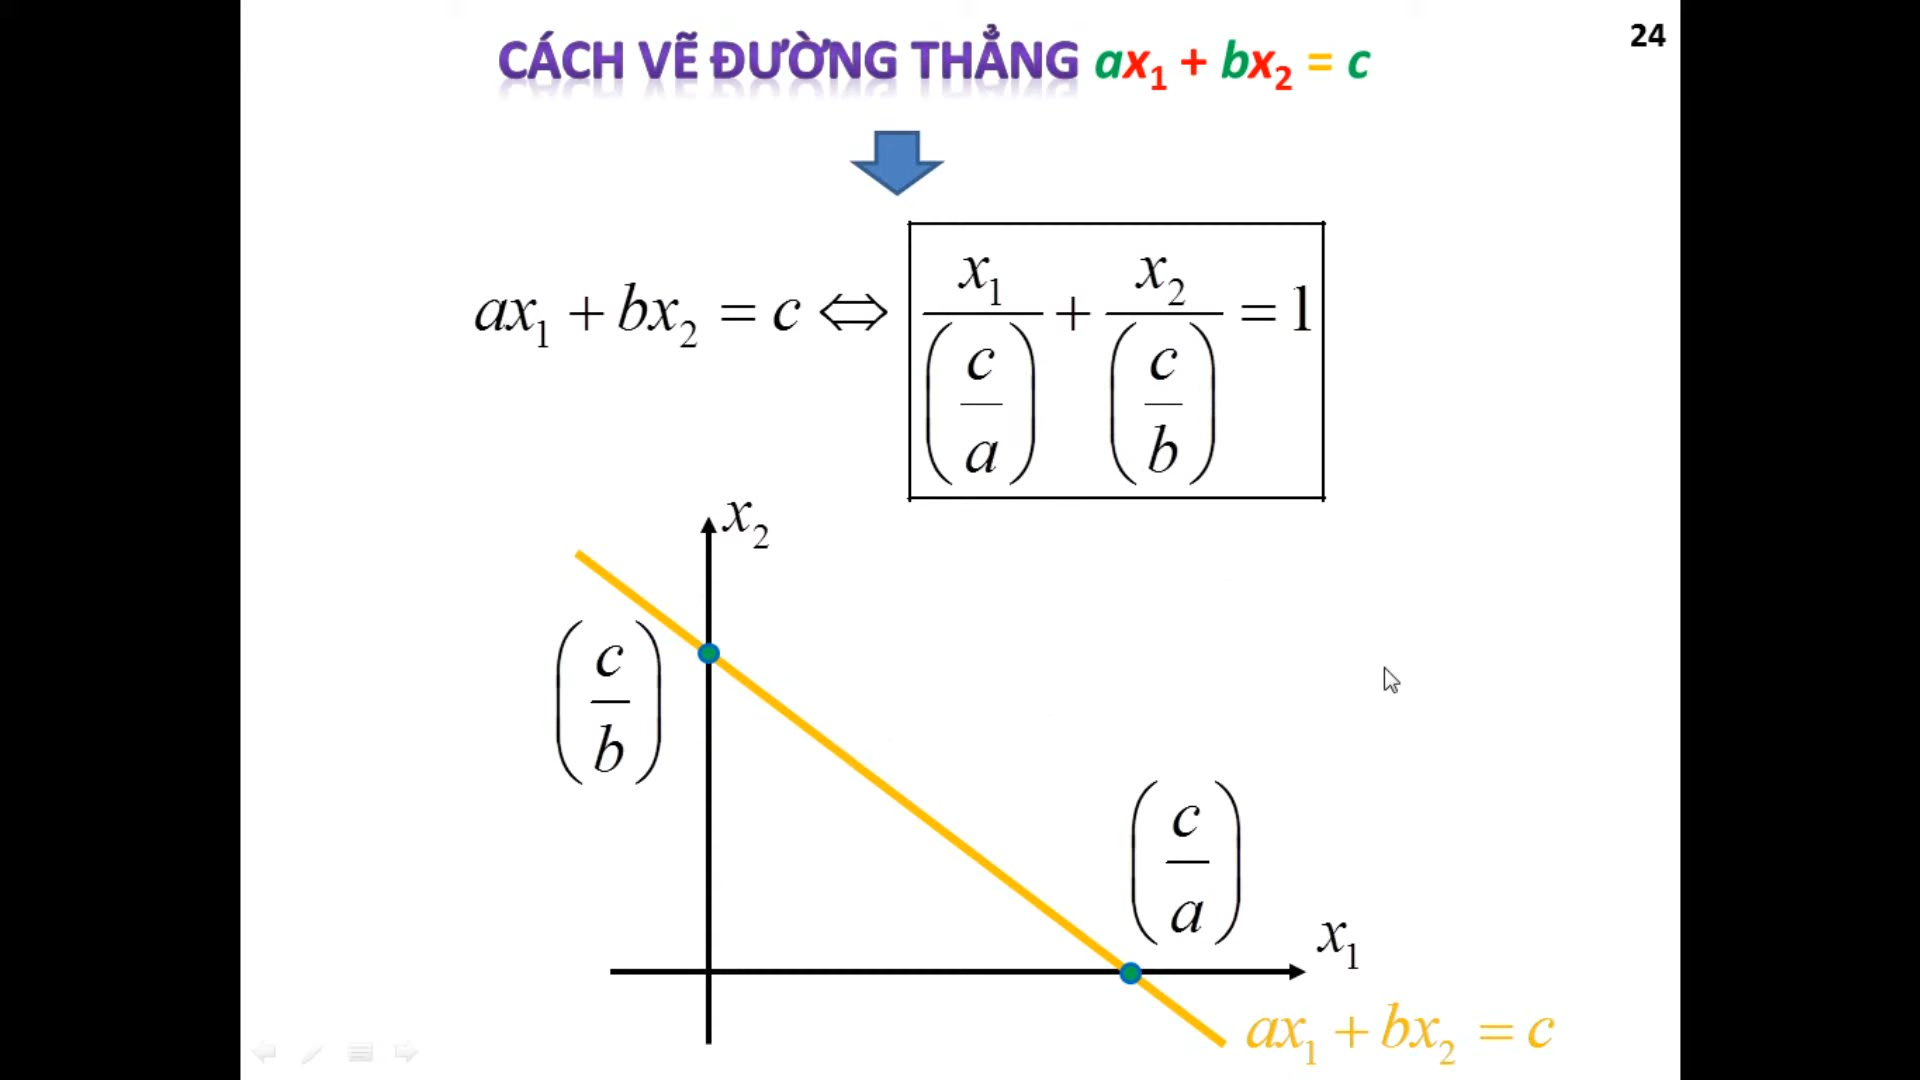 24
CÁCH VẼ ĐƯỜNG THẲNG ax₁ + bx₂ = c
ax₁ + bx₂ = c ⇔ x₁/(c/a) + x₂/(c/b) = 1
x₂
(c/b)
(c/a)
x₁
ax₁ + bx₂ = c